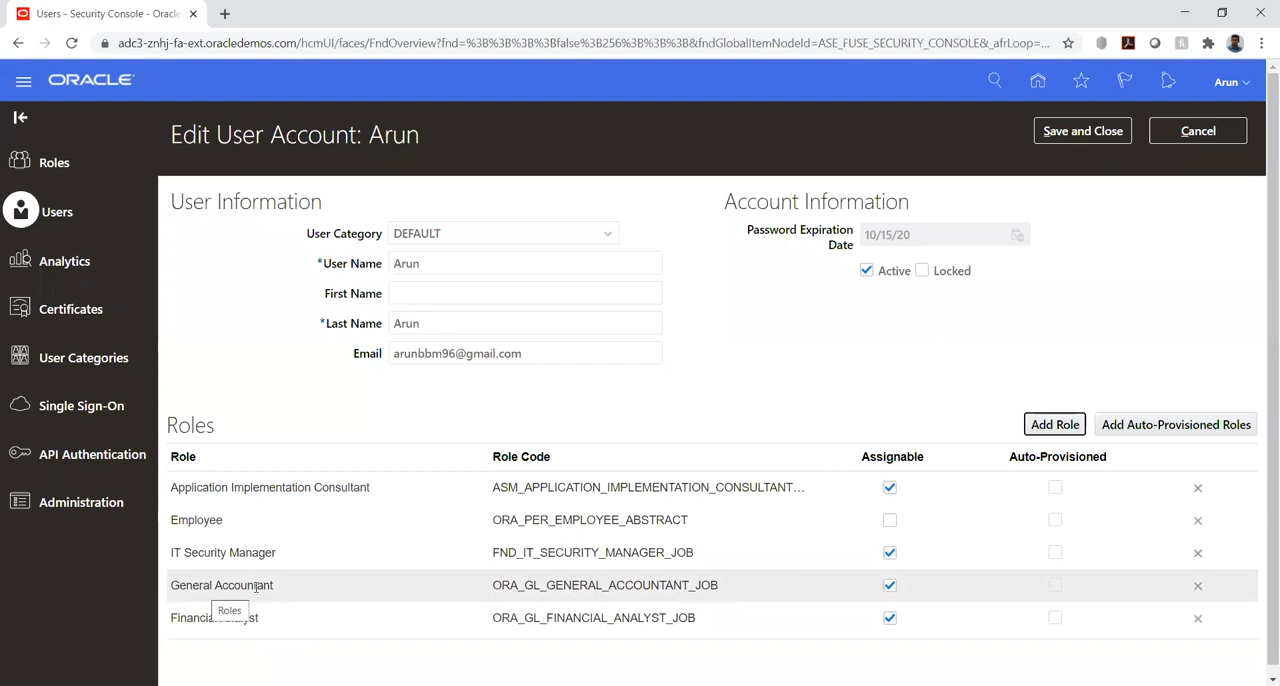 Users - Security Console - Oracle
adc3-znhj-fa-ext.oracledemos.com/hcmUI/faces/FndOverview?fnd=%3B%3B%3B%3Bfalse%3B256%3B%3B%3B&fndGlobalItemNodeId=ASE_FUSE_SECURITY_CONSOLE&_afrLoop=...
ORACLE
Arun
Edit User Account: Arun
Save and Close
Cancel
Roles
Users
Analytics
Certificates
User Categories
Single Sign-On
API Authentication
Administration
User Information
User Category DEFAULT
*User Name Arun
First Name
*Last Name Arun
Email arunbbm96@gmail.com
Account Information
Password Expiration
Date
10/15/20
Active Locked
Roles
Add Role Add Auto-Provisioned Roles
Role Role Code Assignable Auto-Provisioned
Application Implementation Consultant ASM_APPLICATION_IMPLEMENTATION_CONSULTANT...
Employee ORA_PER_EMPLOYEE_ABSTRACT
IT Security Manager FND_IT_SECURITY_MANAGER_JOB
General Accountant ORA_GL_GENERAL_ACCOUNTANT_JOB
Roles
Financial Analyst ORA_GL_FINANCIAL_ANALYST_JOB